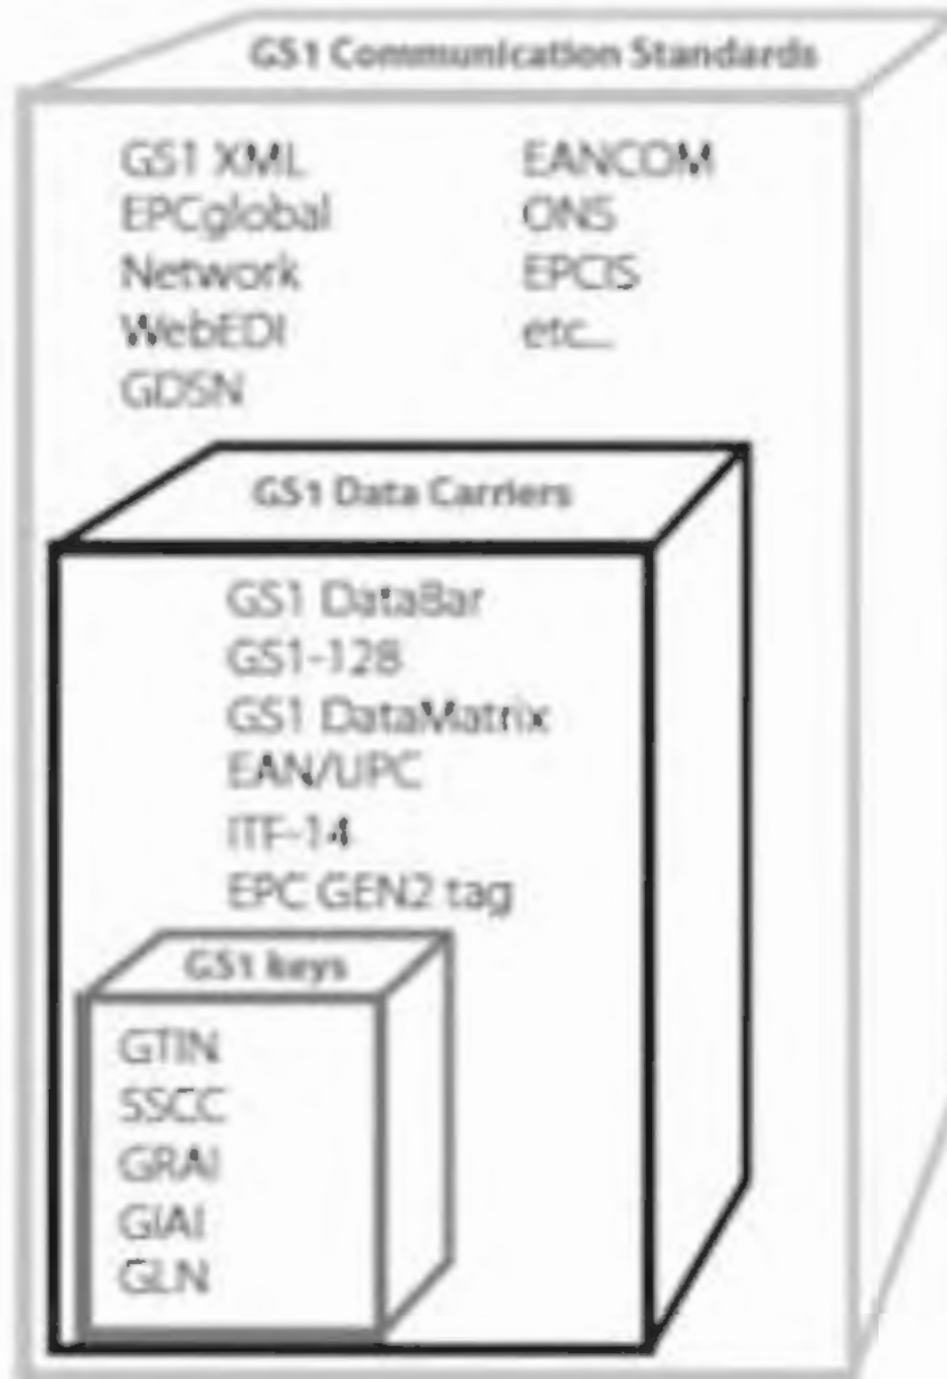 GS1 Communication Standards
GS1 XML
EPCglobal
Network
WebEDI
GDSN
EANCOM
ONS
EPCIS
etc...
GS1 Data Carriers
GS1 DataBar
GS1-128
GS1 DataMatrix
EAN/UPC
ITF-14
EPC GEN2 tag
GS1 keys
GTIN
SSCC
GRAI
GIAI
GLN